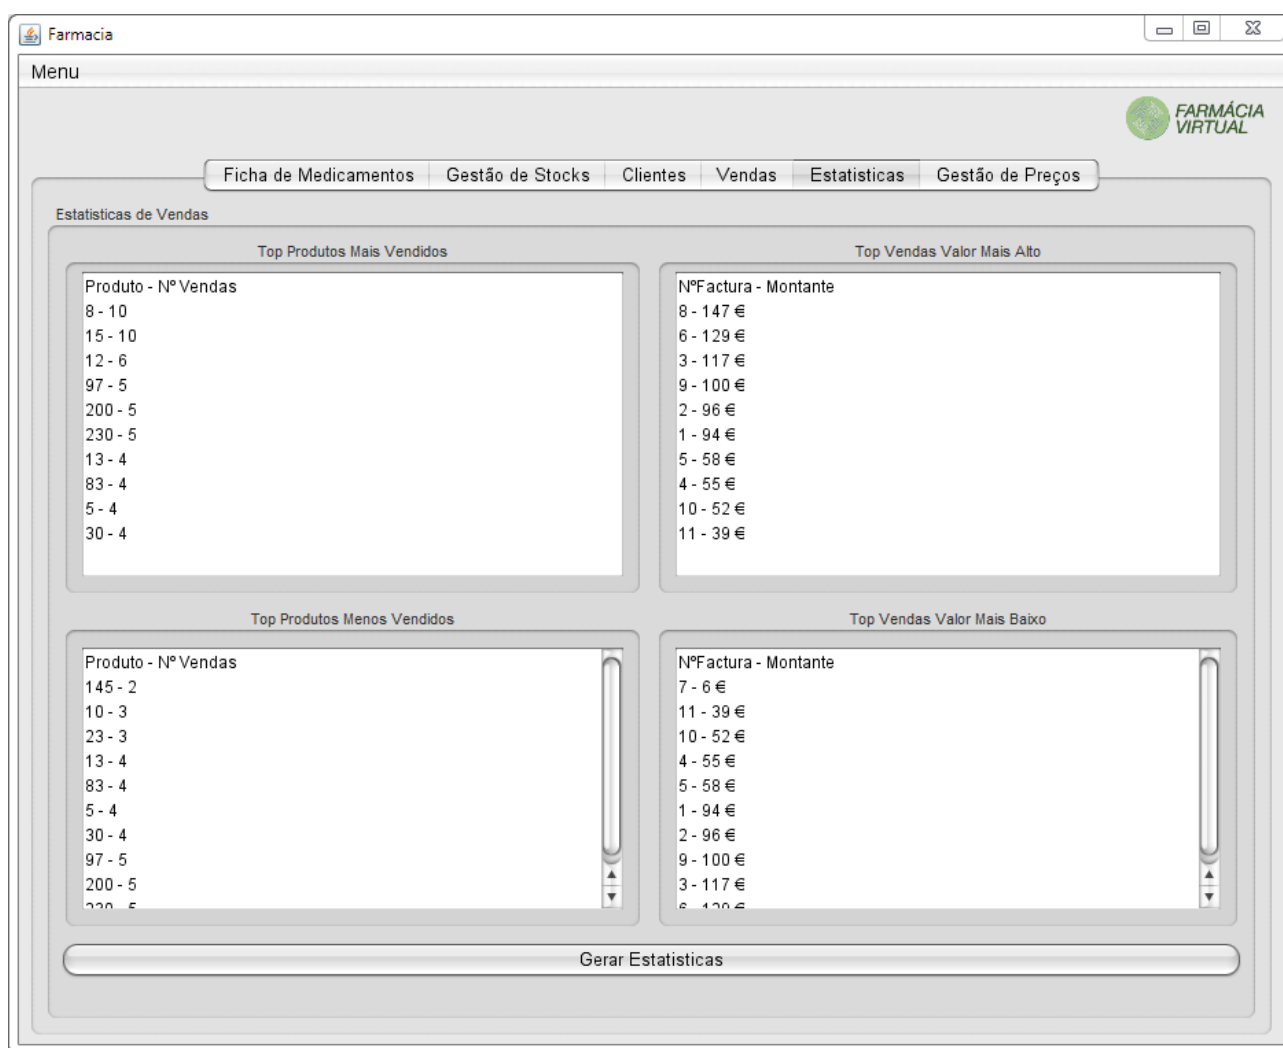 Farmacia
Menu
FARMÁCIA
VIRTUAL
Ficha de Medicamentos Gestão de Stocks Clientes Vendas Estatisticas Gestão de Preços
Estatisticas de Vendas
Top Produtos Mais Vendidos
Produto - Nº Vendas
8 - 10
15 - 10
12 - 6
97 - 5
200 - 5
230 - 5
13 - 4
83 - 4
5 - 4
30 - 4
Top Vendas Valor Mais Alto
NºFactura - Montante
8 - 147 €
6 - 129 €
3 - 117 €
9 - 100 €
2 - 96 €
1 - 94 €
5 - 58 €
4 - 55 €
10 - 52 €
11 - 39 €
Top Produtos Menos Vendidos
Produto - Nº Vendas
145 - 2
10 - 3
23 - 3
13 - 4
83 - 4
5 - 4
30 - 4
97 - 5
200 - 5
230 - 5
Top Vendas Valor Mais Baixo
NºFactura - Montante
7 - 6 €
11 - 39 €
10 - 52 €
4 - 55 €
5 - 58 €
1 - 94 €
2 - 96 €
9 - 100 €
3 - 117 €
6 - 129 €
Gerar Estatisticas